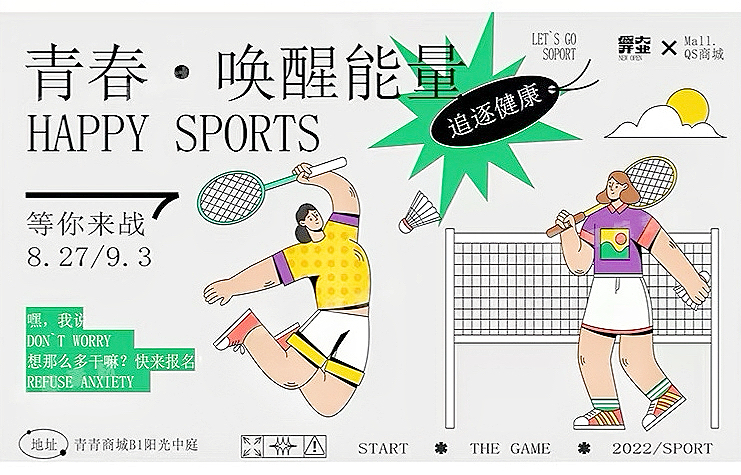 青春·唤醒能量
HAPPY SPORTS
追逐健康
LET`S GO
SOPORT
NEW OPEN
Mall.
QS商城
等你来战
8.27/9.3
嘿，我说
DON`T WORRY
想那么多干嘛？快来报名！
REFUSE ANXIETY
地址
青青商城B1阳光中庭
START
THE GAME
2022/SPORT